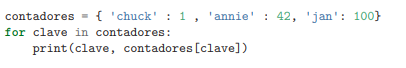 contadores = { 'chuck' : 1 , 'annie' : 42, 'jan': 100}
for clave in contadores:
    print(clave, contadores[clave])